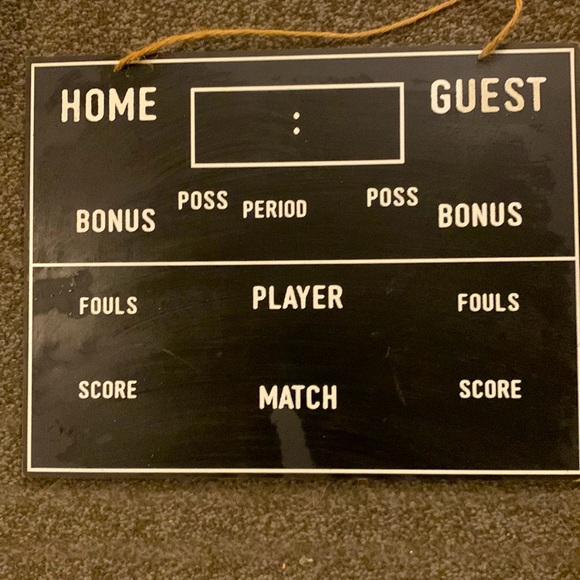 HOME : GUEST
POSS PERIOD POSS
BONUS BONUS
FOULS PLAYER FOULS
SCORE MATCH SCORE